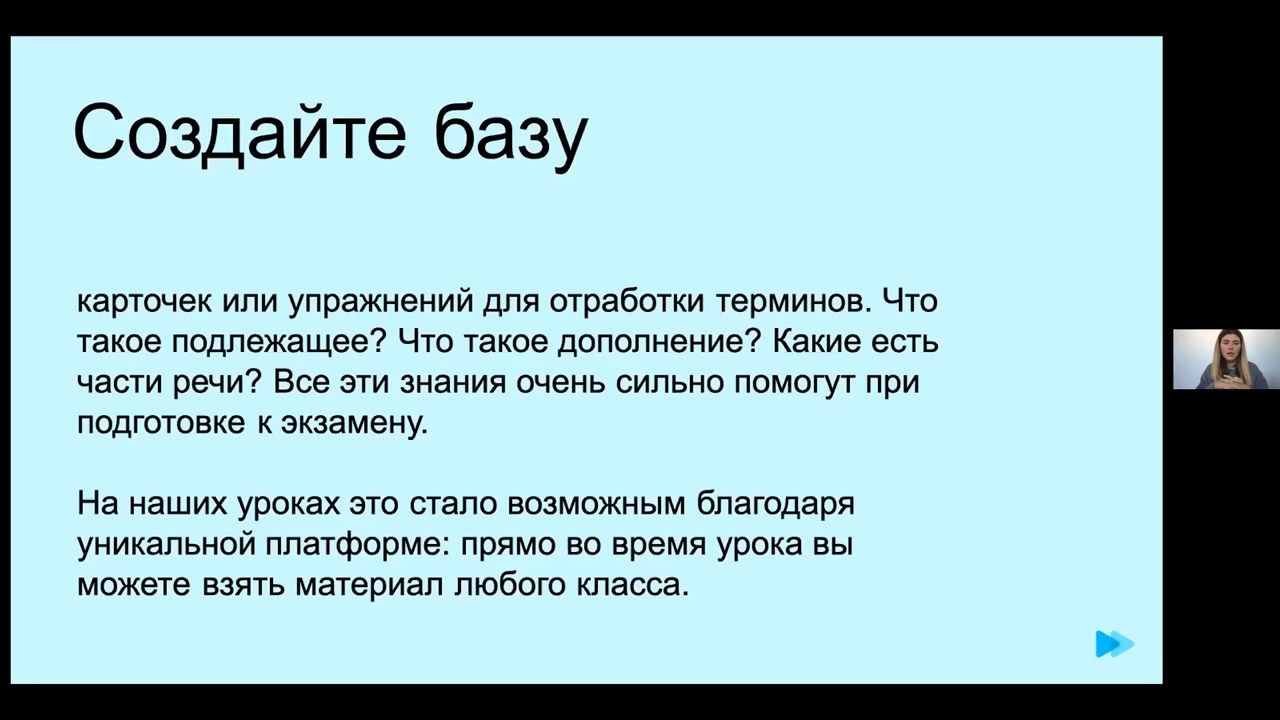 Создайте базу
карточек или упражнений для отработки терминов. Что
такое подлежащее? Что такое дополнение? Какие есть
части речи? Все эти знания очень сильно помогут при
подготовке к экзамену.
На наших уроках это стало возможным благодаря
уникальной платформе: прямо во время урока вы
можете взять материал любого класса.